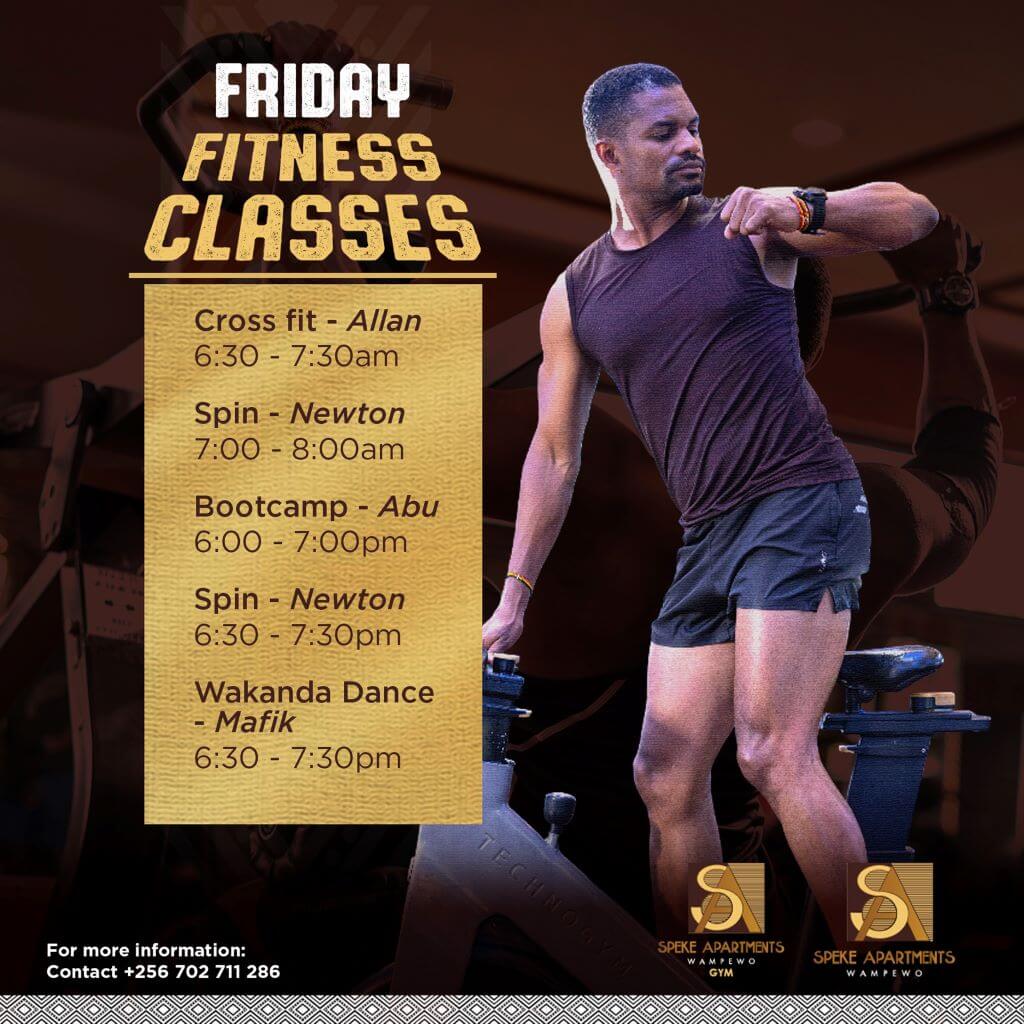 FRIDAY
FITNESS
CLASSES
Cross fit - Allan
6:30 - 7:30am
Spin - Newton
7:00 - 8:00am
Bootcamp - Abu
6:00 - 7:00pm
Spin - Newton
6:30 - 7:30pm
Wakanda Dance
- Mafik
6:30 - 7:30pm
TECHNOGYM
SA
SPEKE APARTMENTS
WAMPEWO
GYM
SA
SPEKE APARTMENTS
WAMPEWO
For more information:
Contact +256 702 711 286